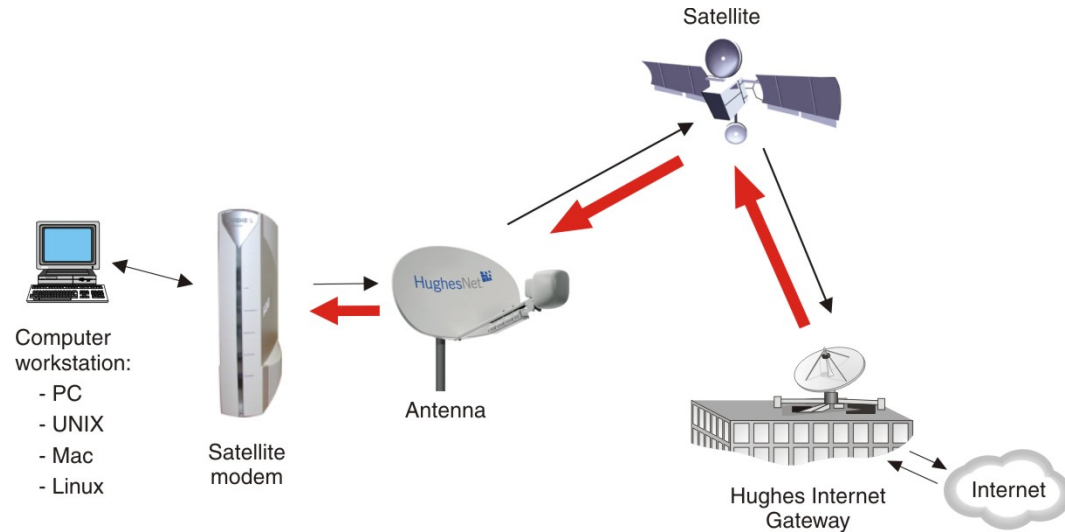 Satellite
HughesNet
Computer
workstation:
- PC
- UNIX
- Mac
- Linux
Satellite
modem
Antenna
Hughes Internet
Gateway
Internet